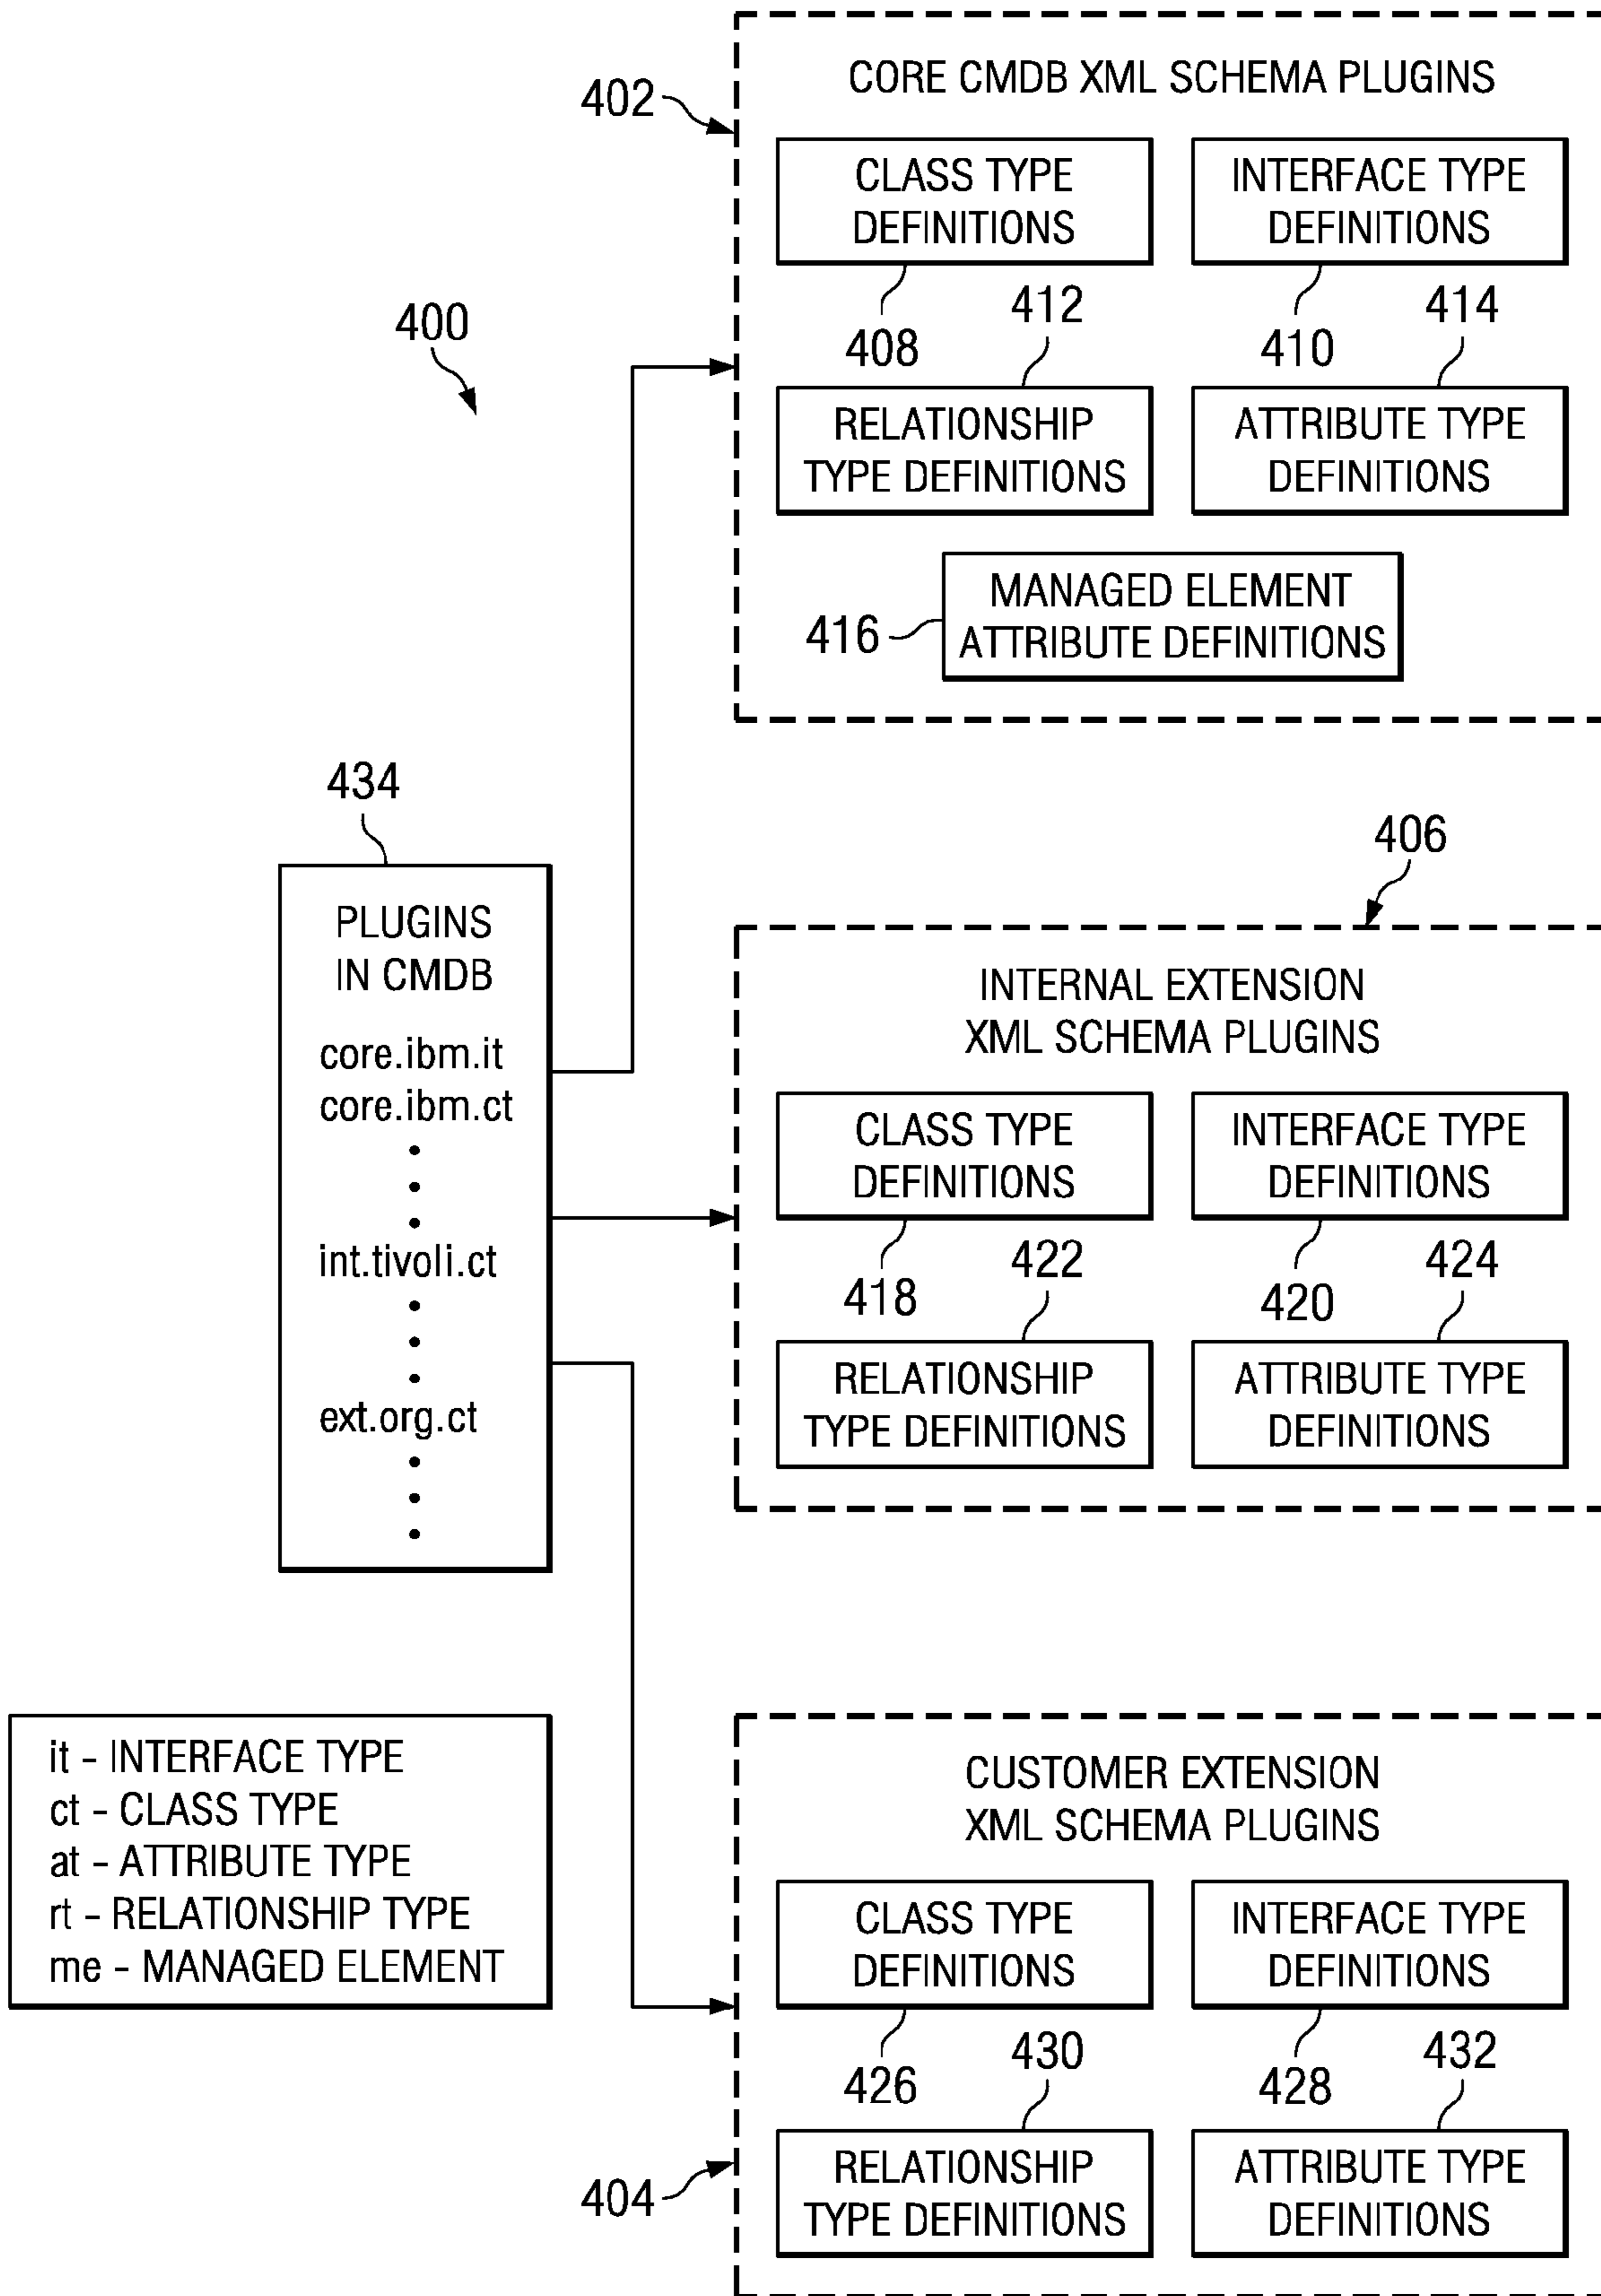 CORE CMDB XML SCHEMA PLUGINS
402
CLASS TYPE
DEFINITIONS
INTERFACE TYPE
DEFINITIONS
408
412
410
414
400
RELATIONSHIP
TYPE DEFINITIONS
ATTRIBUTE TYPE
DEFINITIONS
416
MANAGED ELEMENT
ATTRIBUTE DEFINITIONS
434
PLUGINS
IN CMDB
core.ibm.it
core.ibm.ct
int.tivoli.ct
ext.org.ct
406
INTERNAL EXTENSION
XML SCHEMA PLUGINS
CLASS TYPE
DEFINITIONS
INTERFACE TYPE
DEFINITIONS
418
422
420
424
RELATIONSHIP
TYPE DEFINITIONS
ATTRIBUTE TYPE
DEFINITIONS
it - INTERFACE TYPE
ct - CLASS TYPE
at - ATTRIBUTE TYPE
rt - RELATIONSHIP TYPE
me - MANAGED ELEMENT
CUSTOMER EXTENSION
XML SCHEMA PLUGINS
CLASS TYPE
DEFINITIONS
INTERFACE TYPE
DEFINITIONS
426
430
428
432
404
RELATIONSHIP
TYPE DEFINITIONS
ATTRIBUTE TYPE
DEFINITIONS